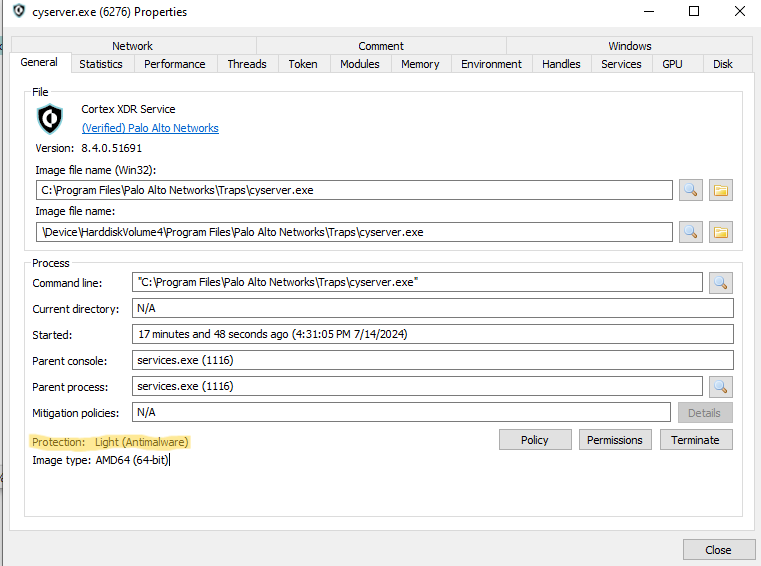 cyserver.exe (6276) Properties
Network Comment Windows
General Statistics Performance Threads Token Modules Memory Environment Handles Services GPU Disk
File
Cortex XDR Service
(Verified) Palo Alto Networks
Version: 8.4.0.51691
Image file name (Win32):
C:\Program Files\Palo Alto Networks\Traps\cyserver.exe
Image file name:
\Device\HarddiskVolume4\Program Files\Palo Alto Networks\Traps\cyserver.exe
Process
Command line: "C:\Program Files\Palo Alto Networks\Traps\cyserver.exe"
Current directory: N/A
Started: 17 minutes and 48 seconds ago (4:31:05 PM 7/14/2024)
Parent console: services.exe (1116)
Parent process: services.exe (1116)
Mitigation policies: N/A Details
Protection: Light (Antimalware) Policy Permissions Terminate
Image type: AMD64 (64-bit)
Close